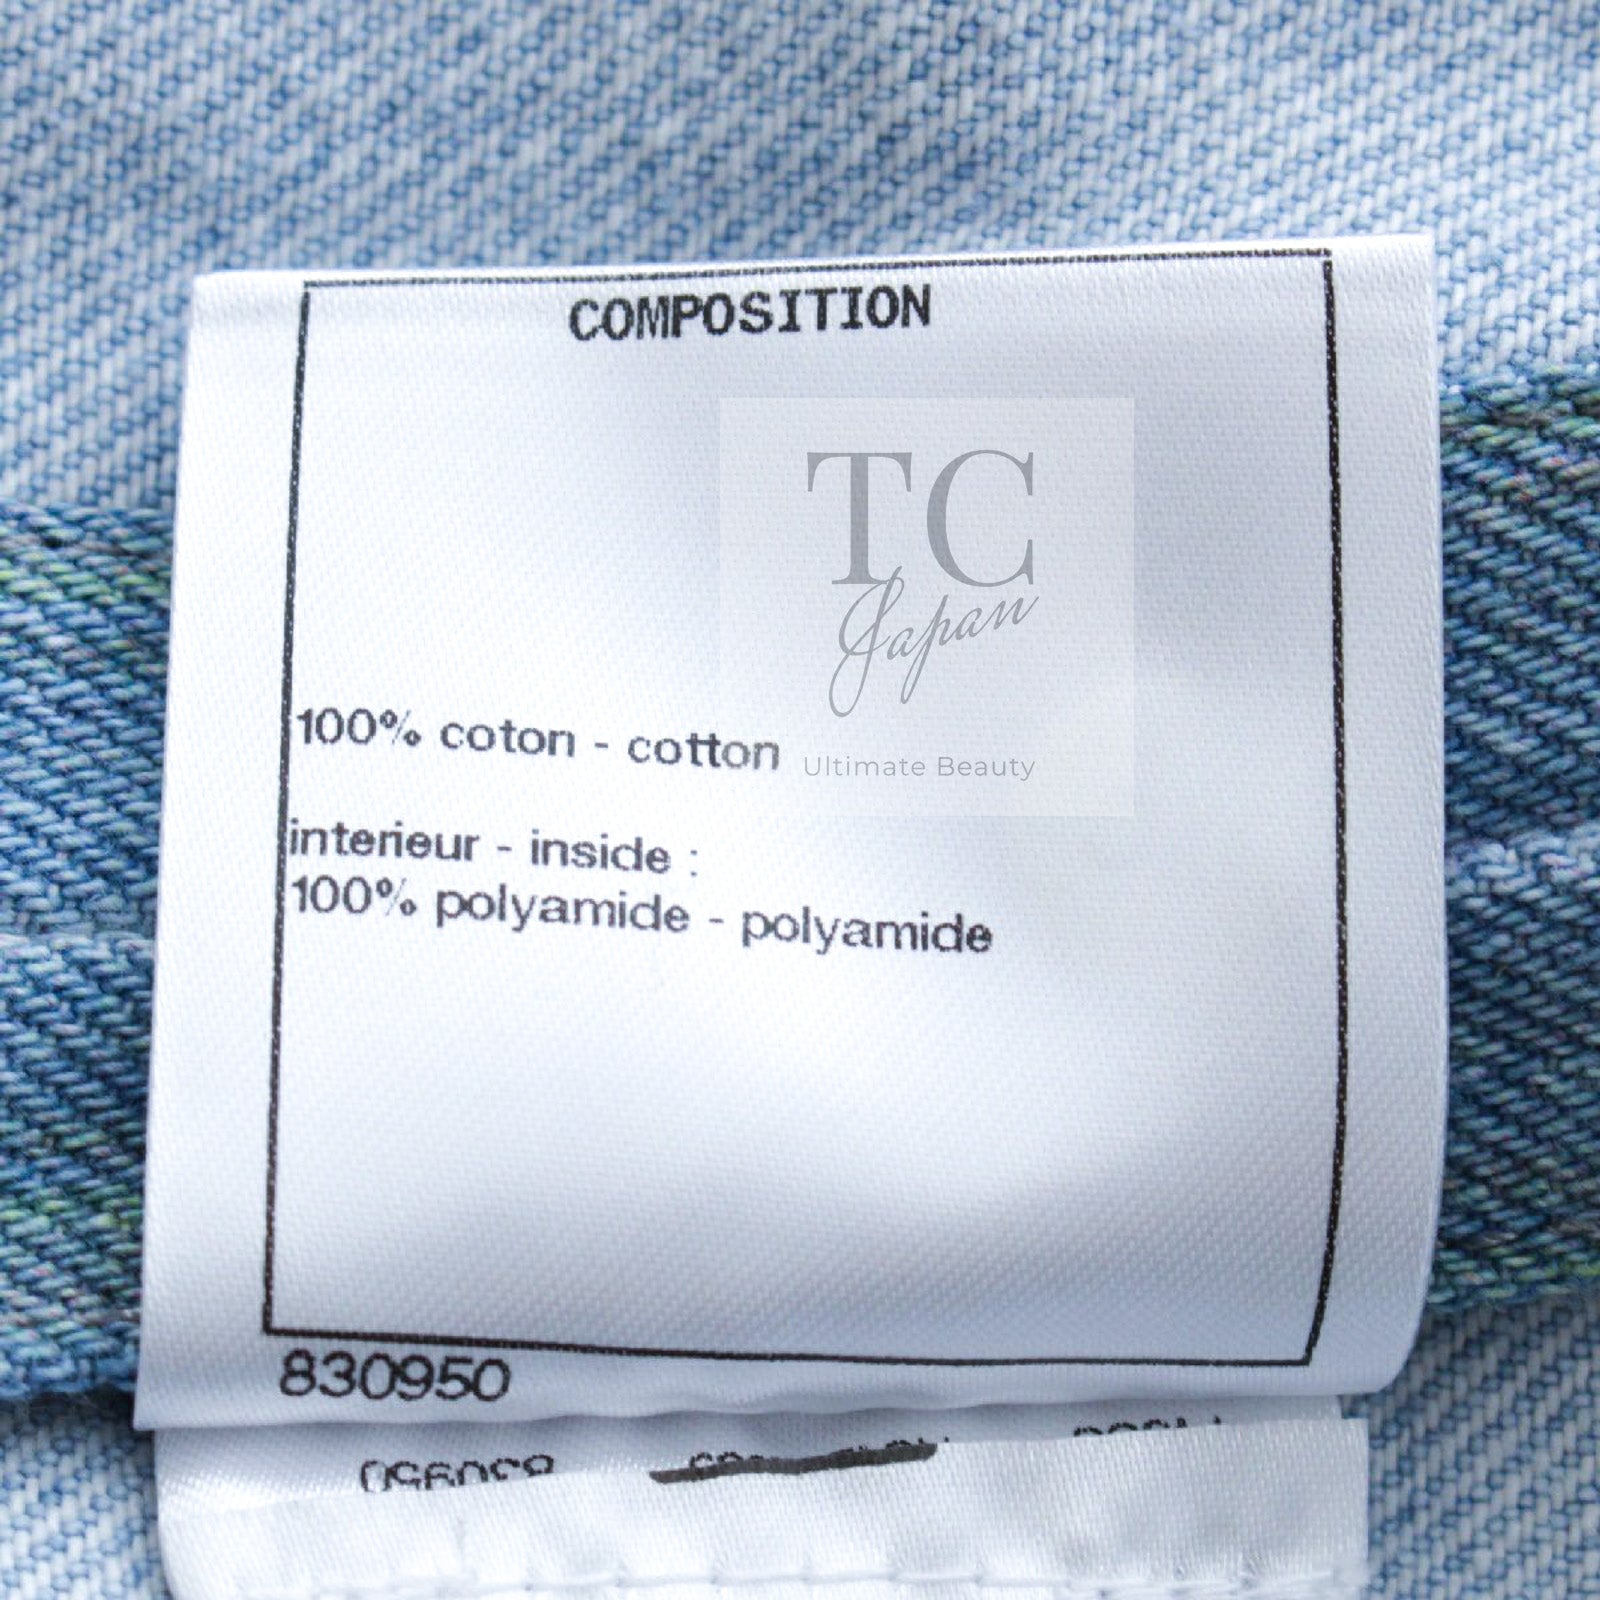 COMPOSITION
TC
Japan
Ultimate Beauty
100% coton - cotton
interieur - inside :
100% polyamide - polyamide
830950